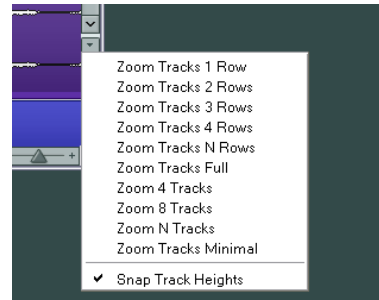 Zoom Tracks 1 Row
Zoom Tracks 2 Rows
Zoom Tracks 3 Rows
Zoom Tracks 4 Rows
Zoom Tracks N Rows
Zoom Tracks Full
Zoom 4 Tracks
Zoom 8 Tracks
Zoom N Tracks
Zoom Tracks Minimal
Snap Track Heights